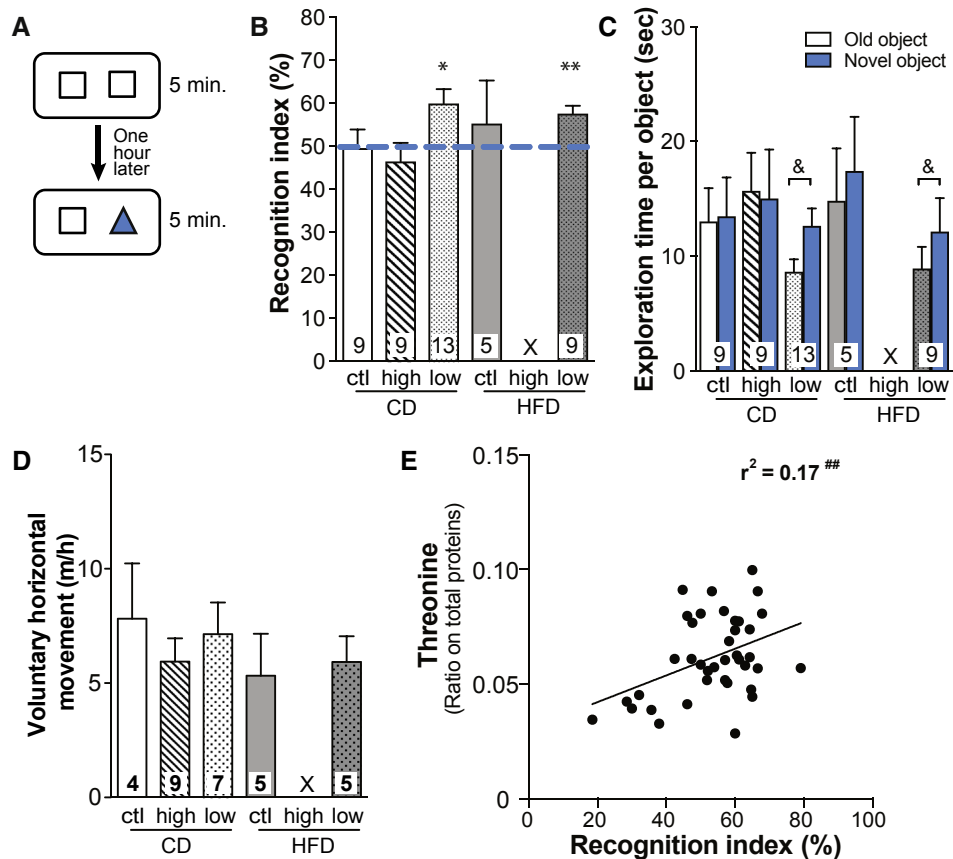 A
5 min.
One
hour
later
5 min.
B
Recognition index (%)
80
70
60
50
40
30
20
10
0
*
**
9
9
13
5
X
9
ctl high low ctl high low
CD HFD
C
Exploration time per object (sec)
Old object
Novel object
30
20
10
0
&
&
9
9
13
5
X
9
ctl high low ctl high low
CD HFD
D
Voluntary horizontal
movement (m/h)
15
10
5
0
4
9
7
5
X
5
ctl high low ctl high low
CD HFD
E
Threonine
(Ratio on total proteins)
0.15
0.10
0.05
0
r² = 0.17 ##
0 20 40 60 80 100
Recognition index (%)